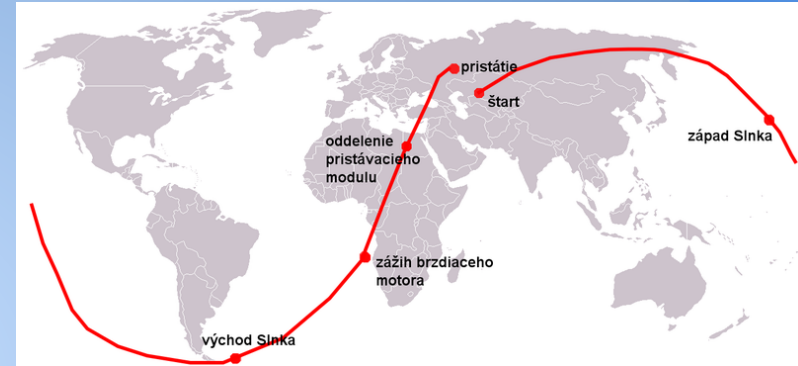 pristátie
štart
západ Slnka
oddelenie
pristávacieho
modulu
zážih brzdiaceho
motora
východ Slnka